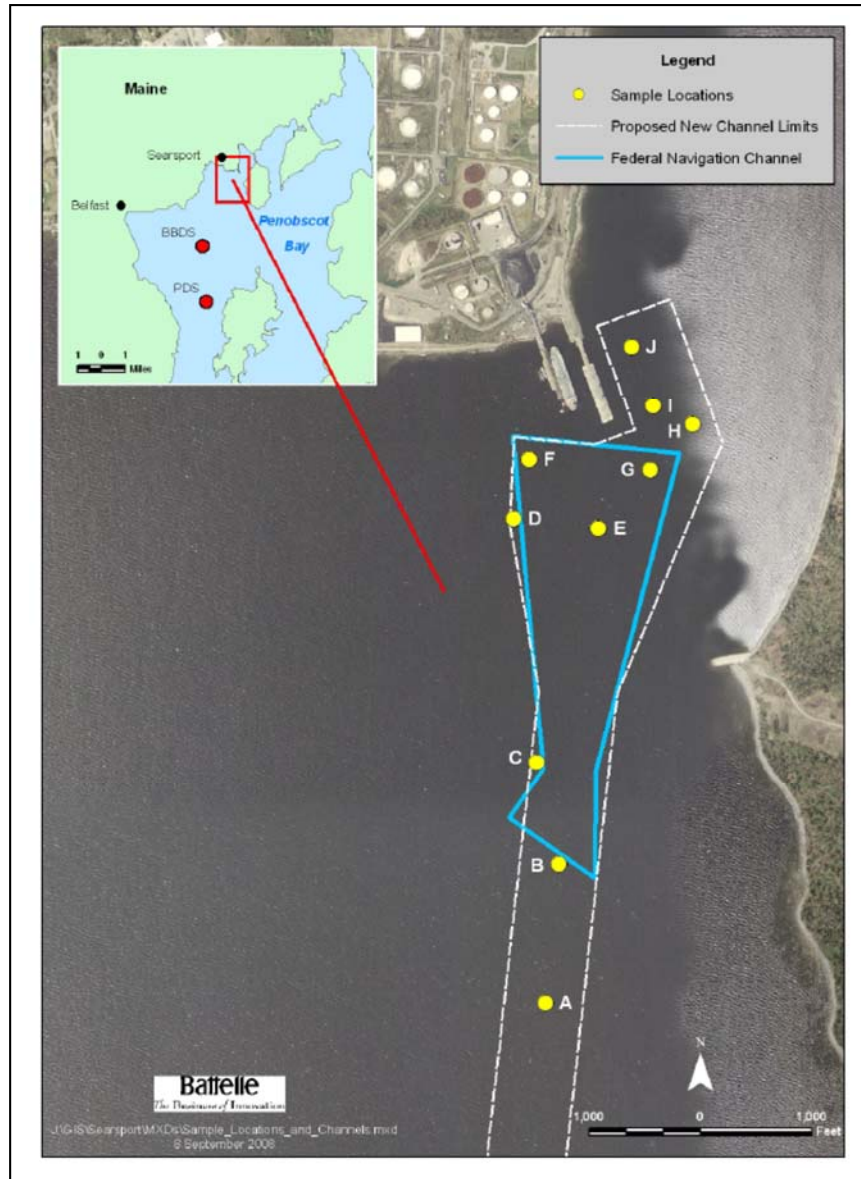 Maine
Searsport
Belfast
BBDS
Penobscot
Bay
PDS
1 0 1
Miles
Legend
Sample Locations
Proposed New Channel Limits
Federal Navigation Channel
J
I
H
F
G
D
E
C
B
A
N
Battelle
The Business of Innovation
J:\GIS\Searsport\MXDs\Sample_Locations_and_Channels.mxd
8 September 2008
1,000 0 1,000
Feet